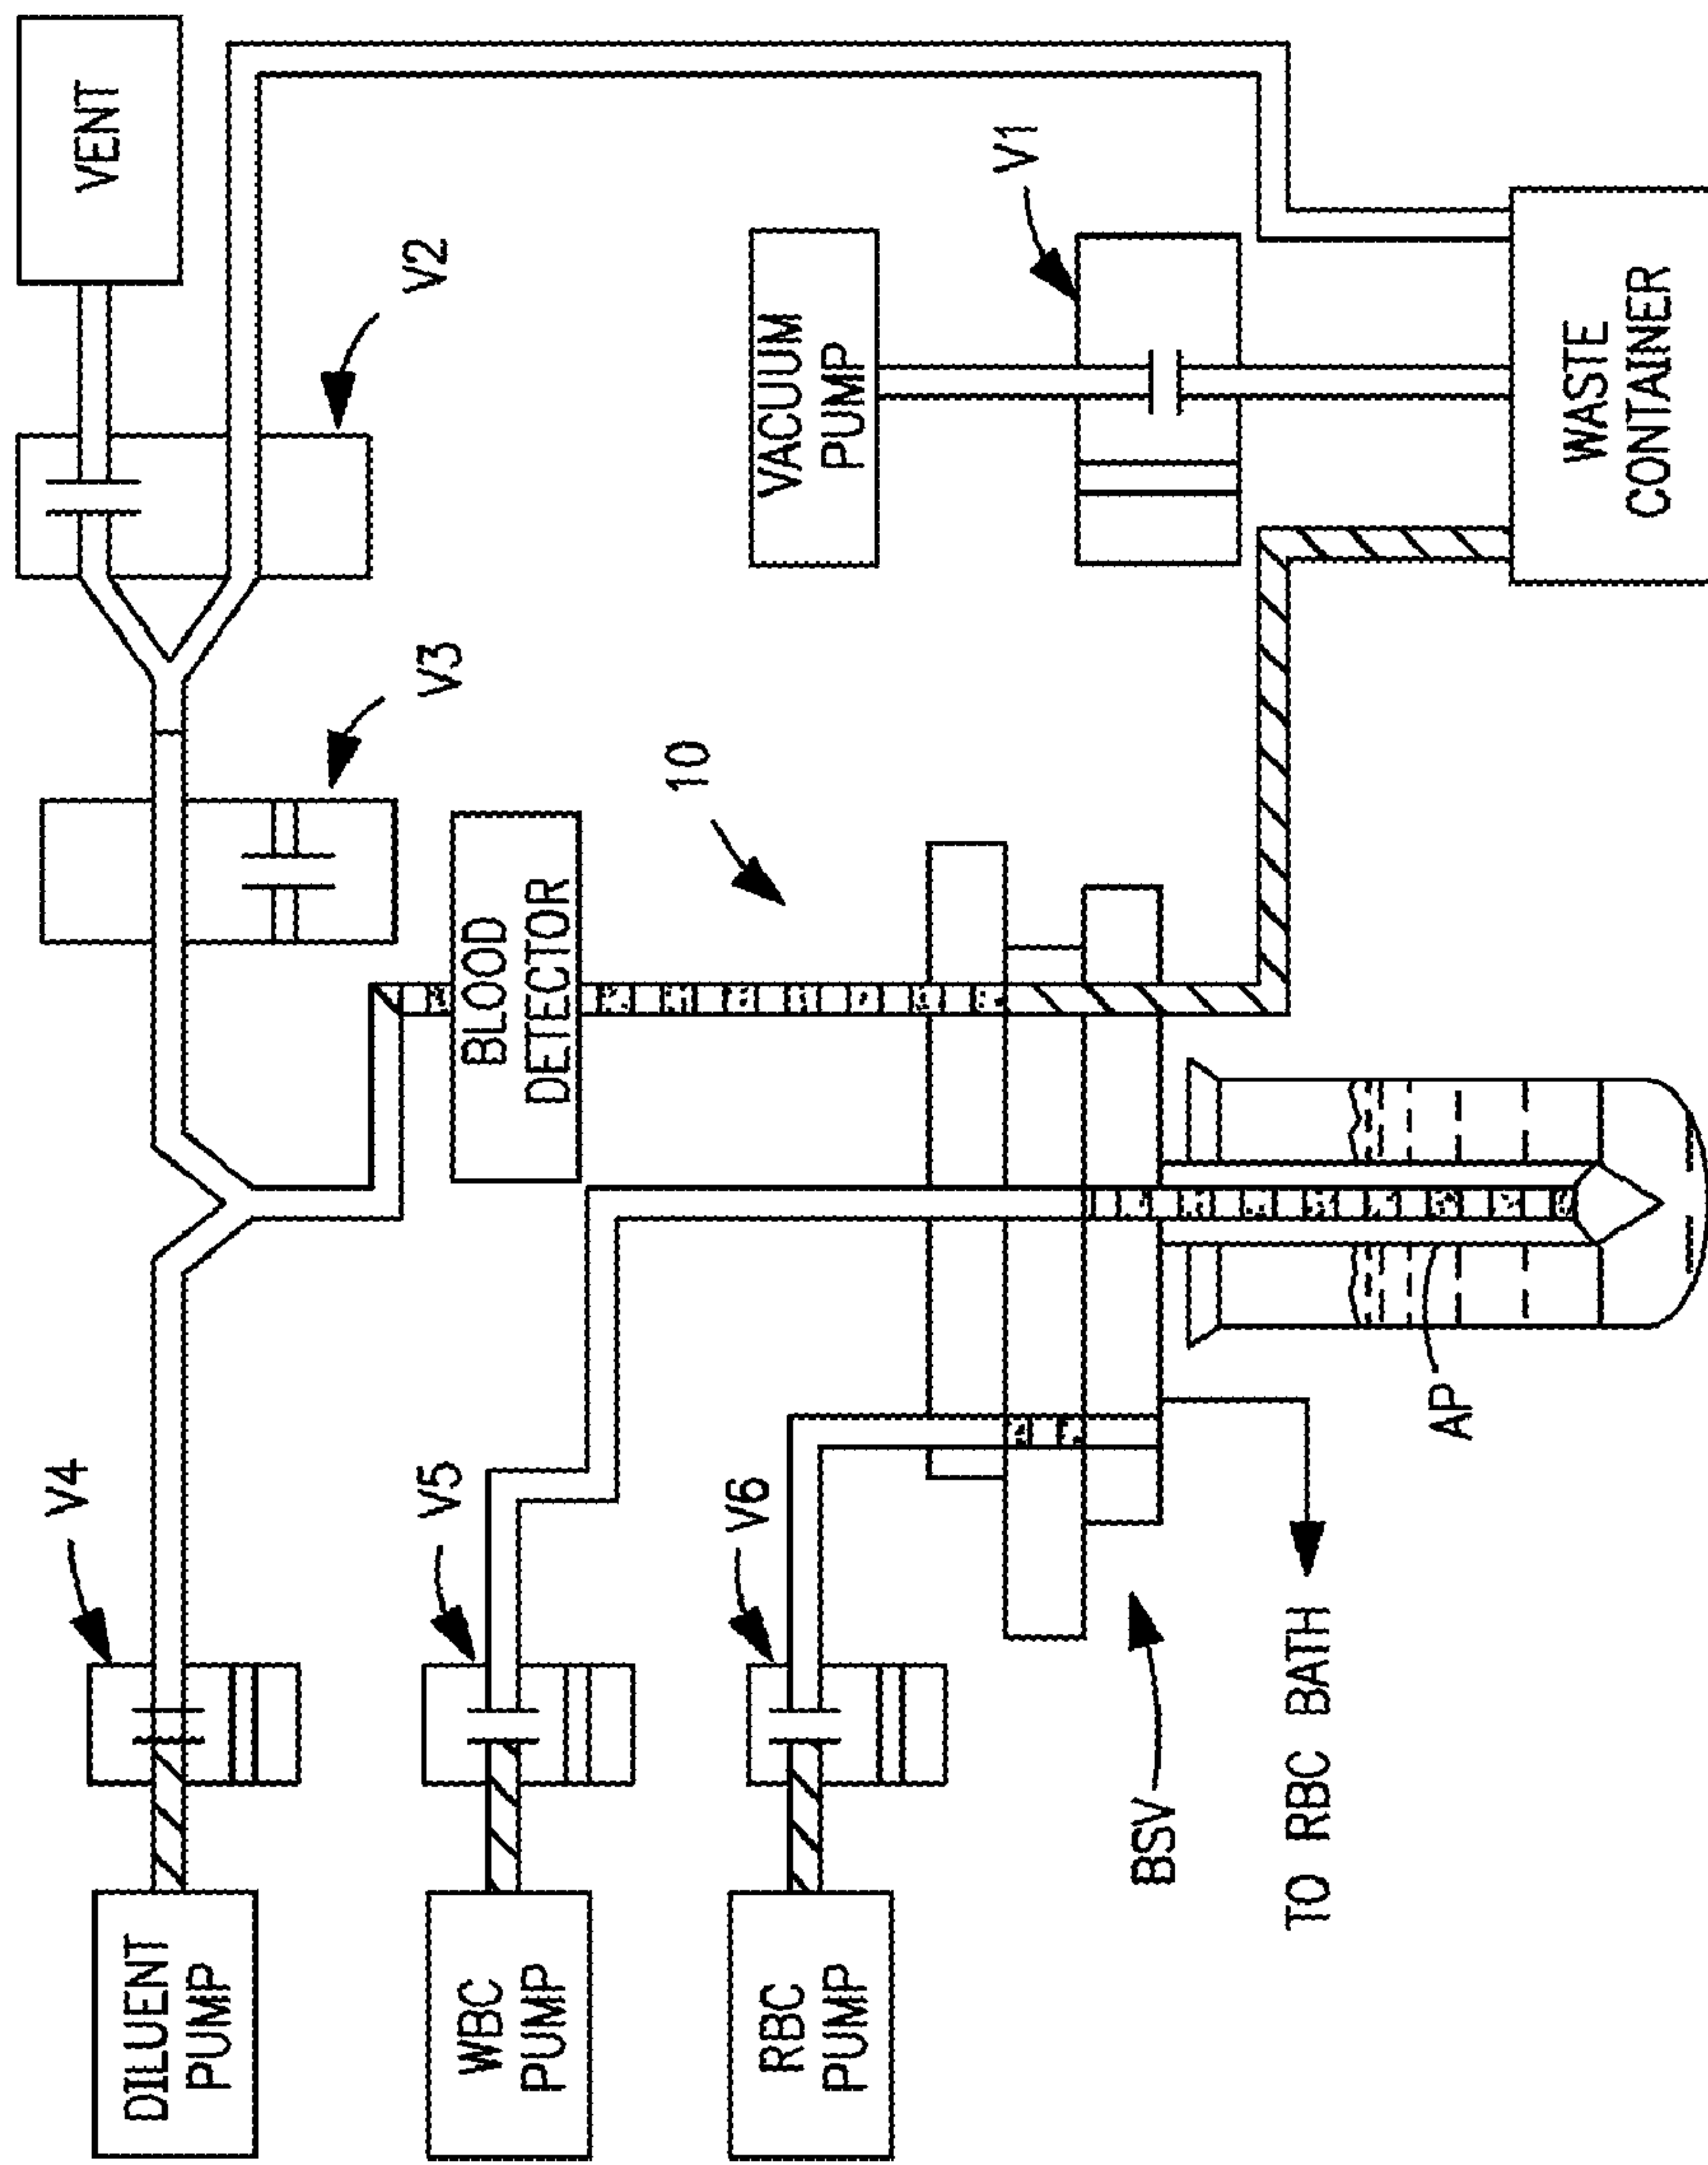 VENT
V2
V3
V1
VACUUM
PUMP
WASTE
CONTAINER
10
BLOOD
DETECTOR
V4
V5
V6
AP
BSV
TO RBC BATH
DILUENT
PUMP
WBC
PUMP
RBC
PUMP